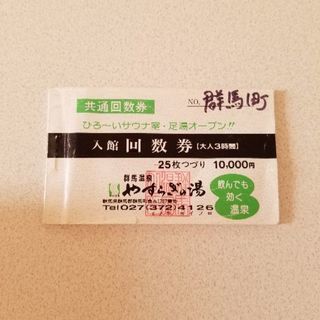 共通回数券
NO. 群馬町
ひろ〜いサウナ室・足湯オープン!!
入館 回数券 【大人3時間】
25枚つづり 10,000円
群馬温泉
やすらぎの湯
Tel 027(372)4126
飲んでも
効く
温泉